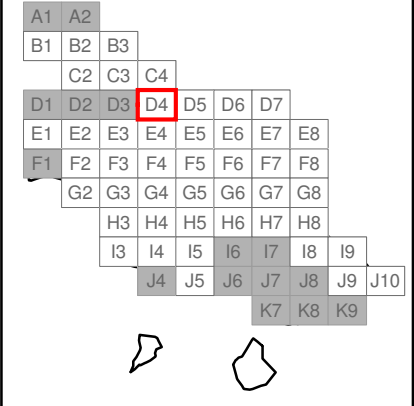 A1 A2
B1 B2 B3
C2 C3 C4
D1 D2 D3 D4 D5 D6 D7
E1 E2 E3 E4 E5 E6 E7 E8
F1 F2 F3 F4 F5 F6 F7 F8
G2 G3 G4 G5 G6 G7 G8
H3 H4 H5 H6 H7 H8
I3 I4 I5 I6 I7 I8 I9
J4 J5 J6 J7 J8 J9 J10
K7 K8 K9